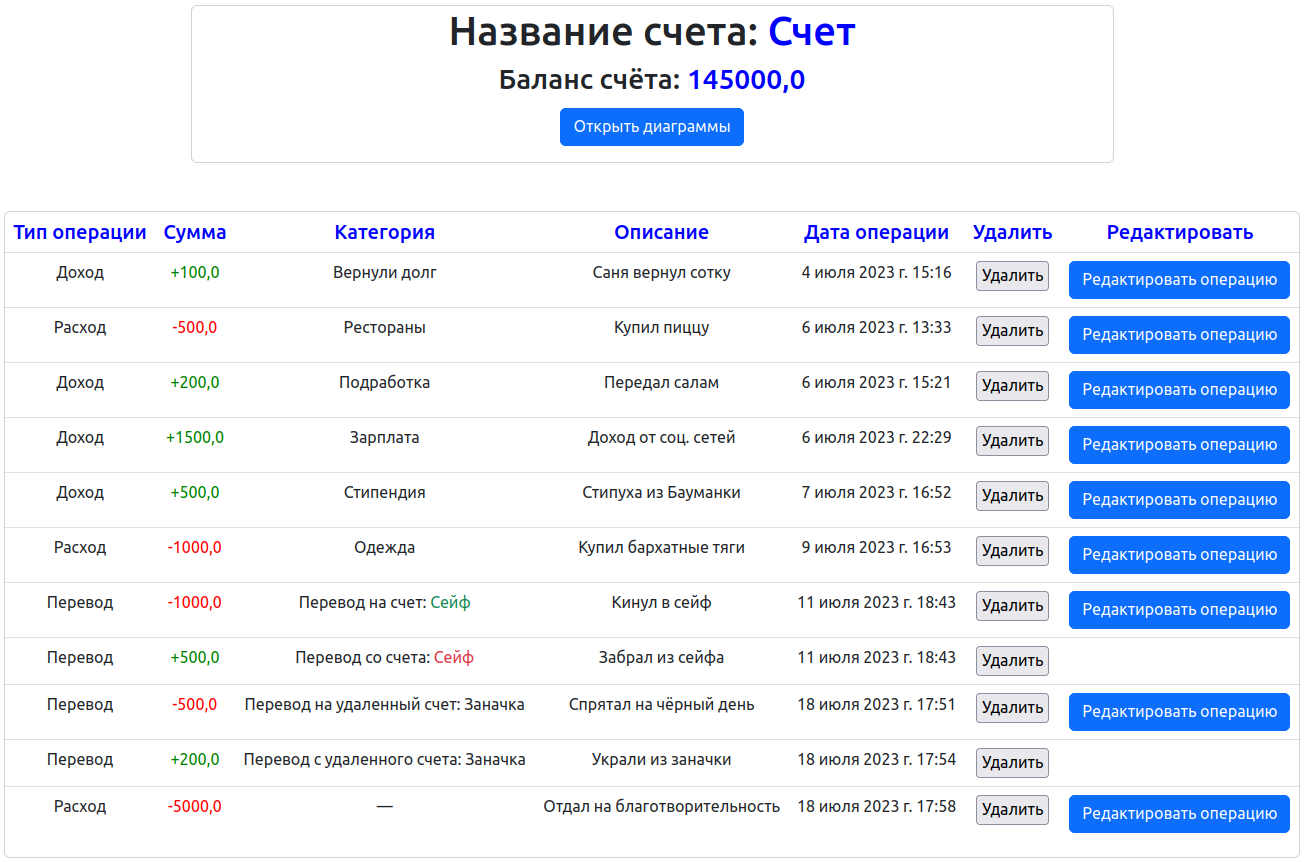 Название счета: Счет
Баланс счёта: 145000,0
Открыть диаграммы
Тип операции Сумма Категория Описание Дата операции Удалить Редактировать
Доход +100,0 Вернули долг Саня вернул сотку 4 июля 2023 г. 15:16 Удалить Редактировать операцию
Расход -500,0 Рестораны Купил пиццу 6 июля 2023 г. 13:33 Удалить Редактировать операцию
Доход +200,0 Подработка Передал салам 6 июля 2023 г. 15:21 Удалить Редактировать операцию
Доход +1500,0 Зарплата Доход от соц. сетей 6 июля 2023 г. 22:29 Удалить Редактировать операцию
Доход +500,0 Стипендия Стипуха из Бауманки 7 июля 2023 г. 16:52 Удалить Редактировать операцию
Расход -1000,0 Одежда Купил бархатные тяги 9 июля 2023 г. 16:53 Удалить Редактировать операцию
Перевод -1000,0 Перевод на счет: Сейф Кинул в сейф 11 июля 2023 г. 18:43 Удалить Редактировать операцию
Перевод +500,0 Перевод со счета: Сейф Забрал из сейфа 11 июля 2023 г. 18:43 Удалить
Перевод -500,0 Перевод на удаленный счет: Заначка Спрятал на чёрный день 18 июля 2023 г. 17:51 Удалить Редактировать операцию
Перевод +200,0 Перевод с удаленного счета: Заначка Украли из заначки 18 июля 2023 г. 17:54 Удалить
Расход -5000,0 — Отдал на благотворительность 18 июля 2023 г. 17:58 Удалить Редактировать операцию